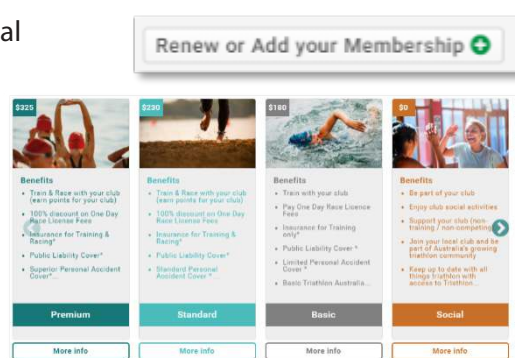 al
Renew or Add your Membership
$325
Benefits
• Train & Race with your club
(earn points for your club)
• 100% discount on One Day
Race License Fees
• Insurance for Training &
Racing*
• Public Liability Cover*
• Superior Personal Accident
Cover*...
Premium
More info
$230
Benefits
• Train & Race with your club
(earn points for your club)
• 100% discount on One Day
Race License Fees
• Insurance for Training &
Racing*
• Public Liability Cover*
• Standard Personal
Accident Cover *
Standard
More info
$180
Benefits
• Train with your club
• Pay One Day Race Licence
Fees
• Insurance for Training
only*
• Public Liability Cover *
• Limited Personal Accident
Cover *
• Basic Triathlon Australia...
Basic
More info
$0
Benefits
• Be part of your club
• Enjoy club social activities
• Support your club (non-
training / non-competing)
• Join your local club and be
part of Australia's growing
triathlon community
• Keep up to date with all
things triathlon with
access to Triathlon...
Social
More info